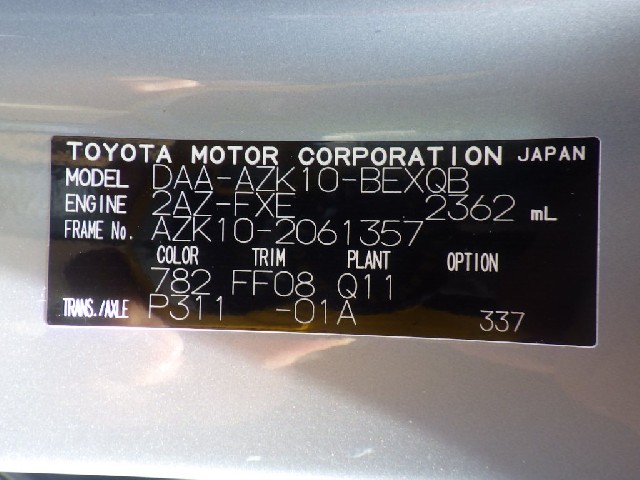 TOYOTA MOTOR CORPORATION JAPAN
MODEL DAA-AZK10-BEXQB
ENGINE 2AZ-FXE 2362 mL
FRAME No. AZK10-2061357
COLOR TRIM PLANT OPTION
782 FF08 Q11
TRANS./AXLE P311 -01A 337